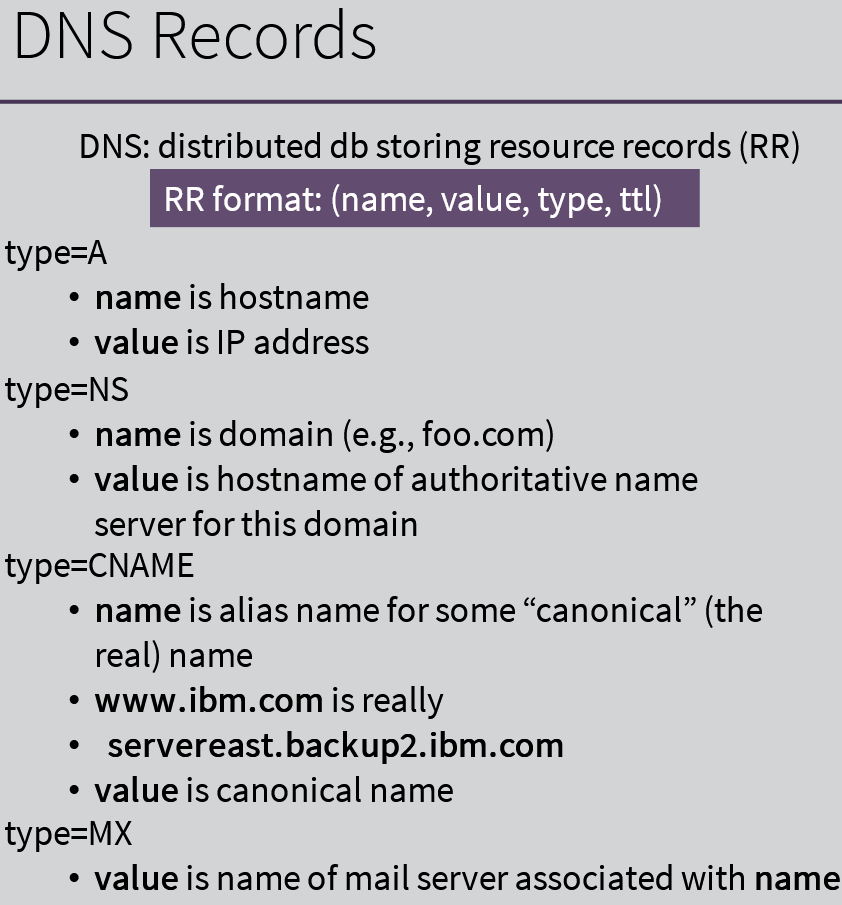 DNS Records
DNS: distributed db storing resource records (RR)
RR format: (name, value, type, ttl)
type=A
• name is hostname
• value is IP address
type=NS
• name is domain (e.g., foo.com)
• value is hostname of authoritative name
server for this domain
type=CNAME
• name is alias name for some “canonical” (the
real) name
• www.ibm.com is really
• servereast.backup2.ibm.com
• value is canonical name
type=MX
• value is name of mail server associated with name